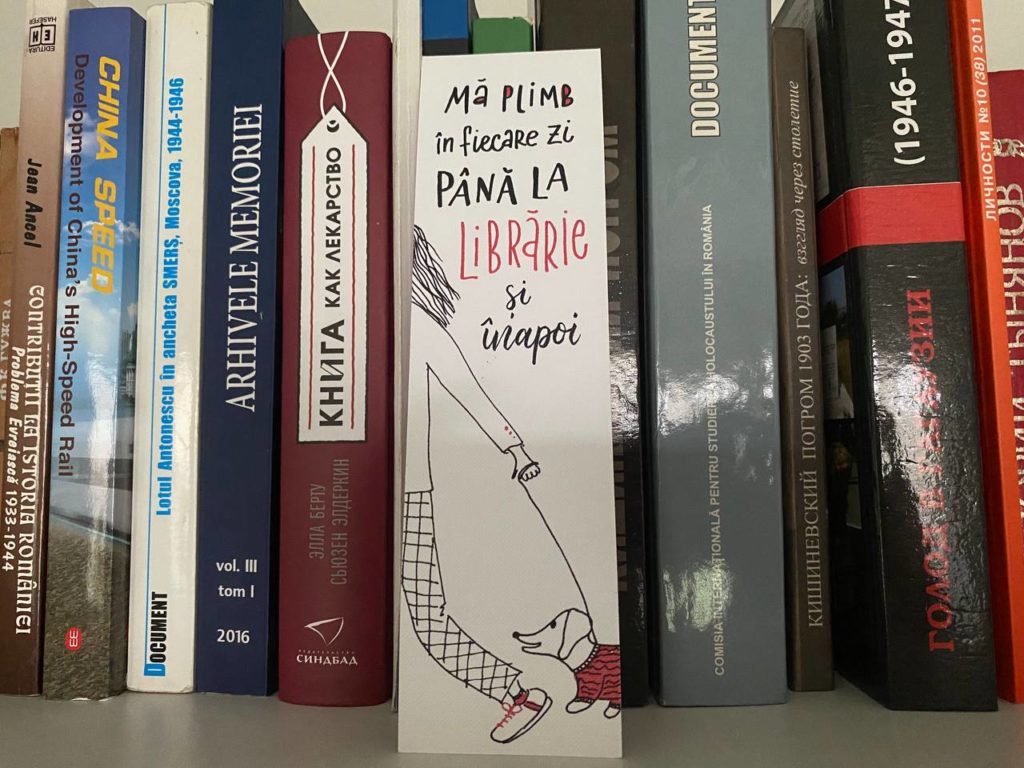 EDITURA
HASEFER
Jean Ancel
CONTRIBUȚII LA ISTORIA ROMÂNIEI
Problema Evreiască 1933-1944
CHINA SPEED
Development of China's High-Speed Rail
Lotul Antonescu în ancheta SMERȘ, Moscova, 1944-1946
DOCUMENT
ARHIVELE MEMORIEI
vol. III
tom I
2016
КНИГА КАК ЛЕКАРСТВО
ЭЛЛА БЕРТУ
СЬЮЗЕН ЭЛДЕРКИН
ИЗДАТЕЛЬСТВО
СИНДБАД
Mă PLIMB
în fiecare zi
PÂNĂ LA
LIBRĂRIE
și
înapoi
DOCUMENT
COMISIA INTERNAȚIONALĂ PENTRU STUDIEREA HOLOCAUSTULUI ÎN ROMÂNIA
КИШИНЕВСКИЙ ПОГРОМ 1903 ГОДА: взгляд через столетие
(1946-1947
ГОЛОД В
ЛИЧНОСТИ №10 (38) 2011